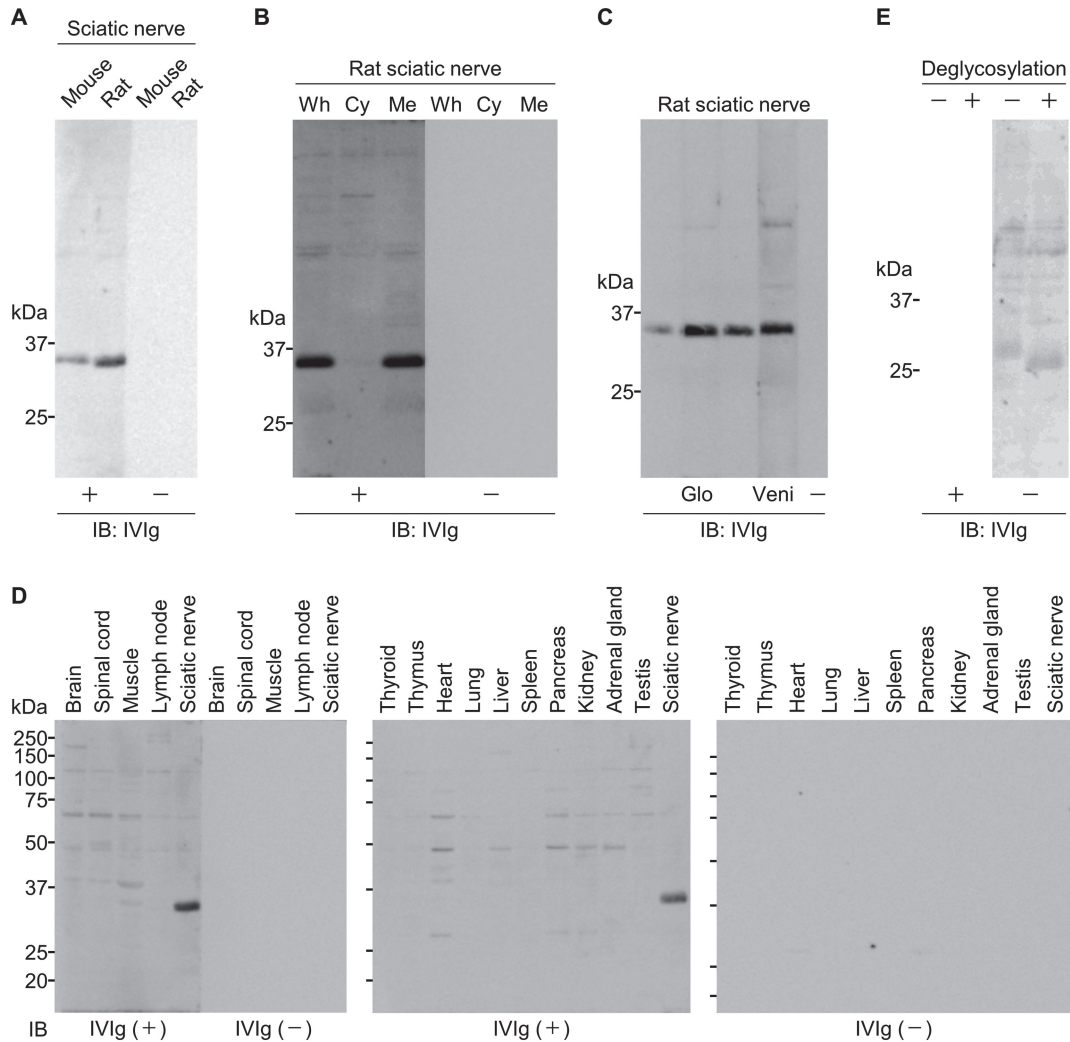 A
Sciatic nerve
Mouse
Rat
Mouse
Rat
kDa
37-
25-
+ −
IB: IVIg
B
Rat sciatic nerve
Wh Cy Me Wh Cy Me
kDa
37-
25-
+ −
IB: IVIg
C
Rat sciatic nerve
kDa
37-
25-
Glo Veni −
IB: IVIg
E
Deglycosylation
− + − +
kDa
37-
25-
+ −
IB: IVIg
D
Brain
Spinal cord
Muscle
Lymph node
Sciatic nerve
Brain
Spinal cord
Muscle
Lymph node
Sciatic nerve
kDa
250-
150-
100-
75-
50-
37-
25-
20-
Thyroid
Thymus
Heart
Lung
Liver
Spleen
Pancreas
Kidney
Adrenal gland
Testis
Sciatic nerve
Thyroid
Thymus
Heart
Lung
Liver
Spleen
Pancreas
Kidney
Adrenal gland
Testis
Sciatic nerve
IB IVIg (+) IVIg (−) IVIg (+) IVIg (−)